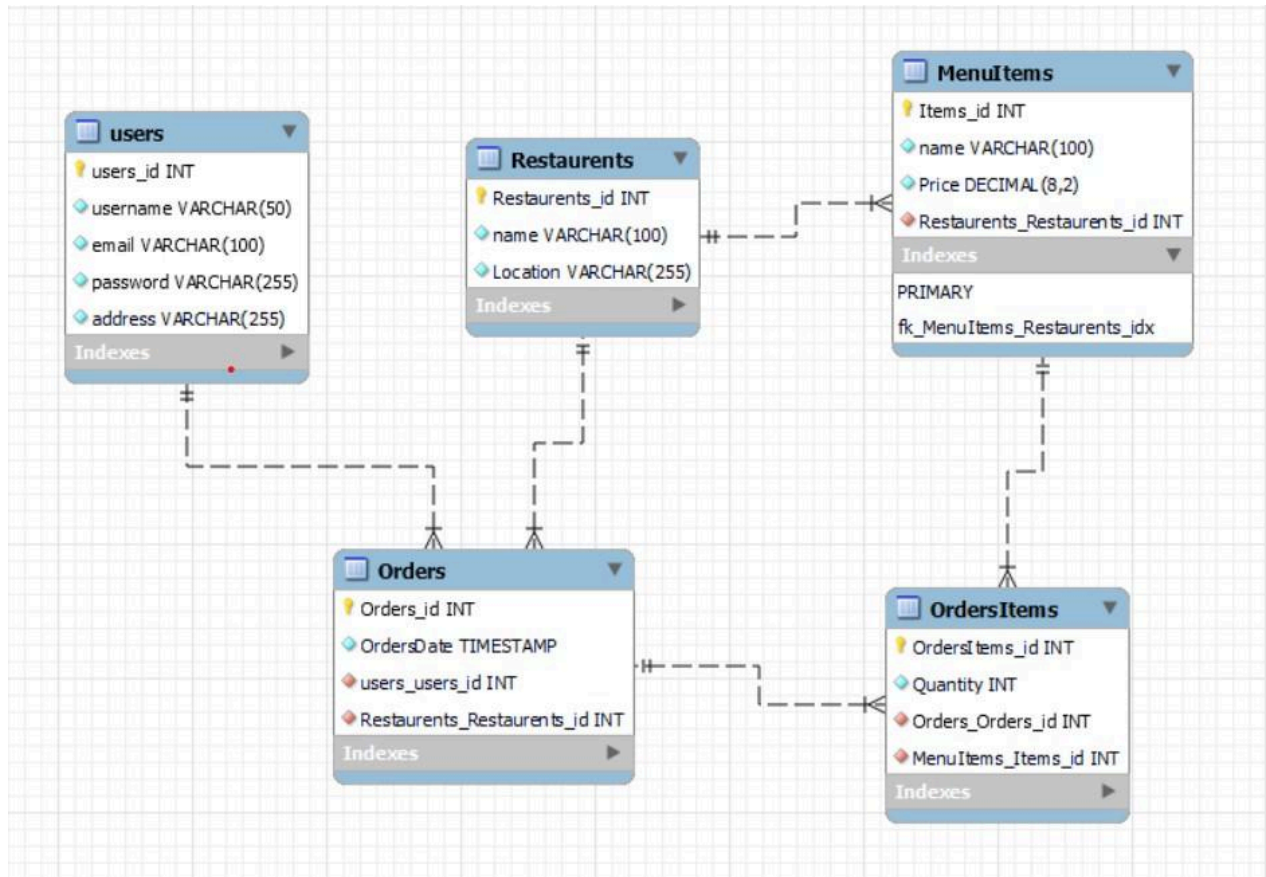 users
users_id INT
username VARCHAR(50)
email VARCHAR(100)
password VARCHAR(255)
address VARCHAR(255)
Indexes
Restaurents
Restaurents_id INT
name VARCHAR(100)
Location VARCHAR(255)
Indexes
MenuItems
Items_id INT
name VARCHAR(100)
Price DECIMAL(8,2)
Restaurents_Restaurents_id INT
Indexes
PRIMARY
fk_MenuItems_Restaurents_idx
Orders
Orders_id INT
OrdersDate TIMESTAMP
users_users_id INT
Restaurents_Restaurents_id INT
Indexes
OrdersItems
OrdersItems_id INT
Quantity INT
Orders_Orders_id INT
MenuItems_Items_id INT
Indexes